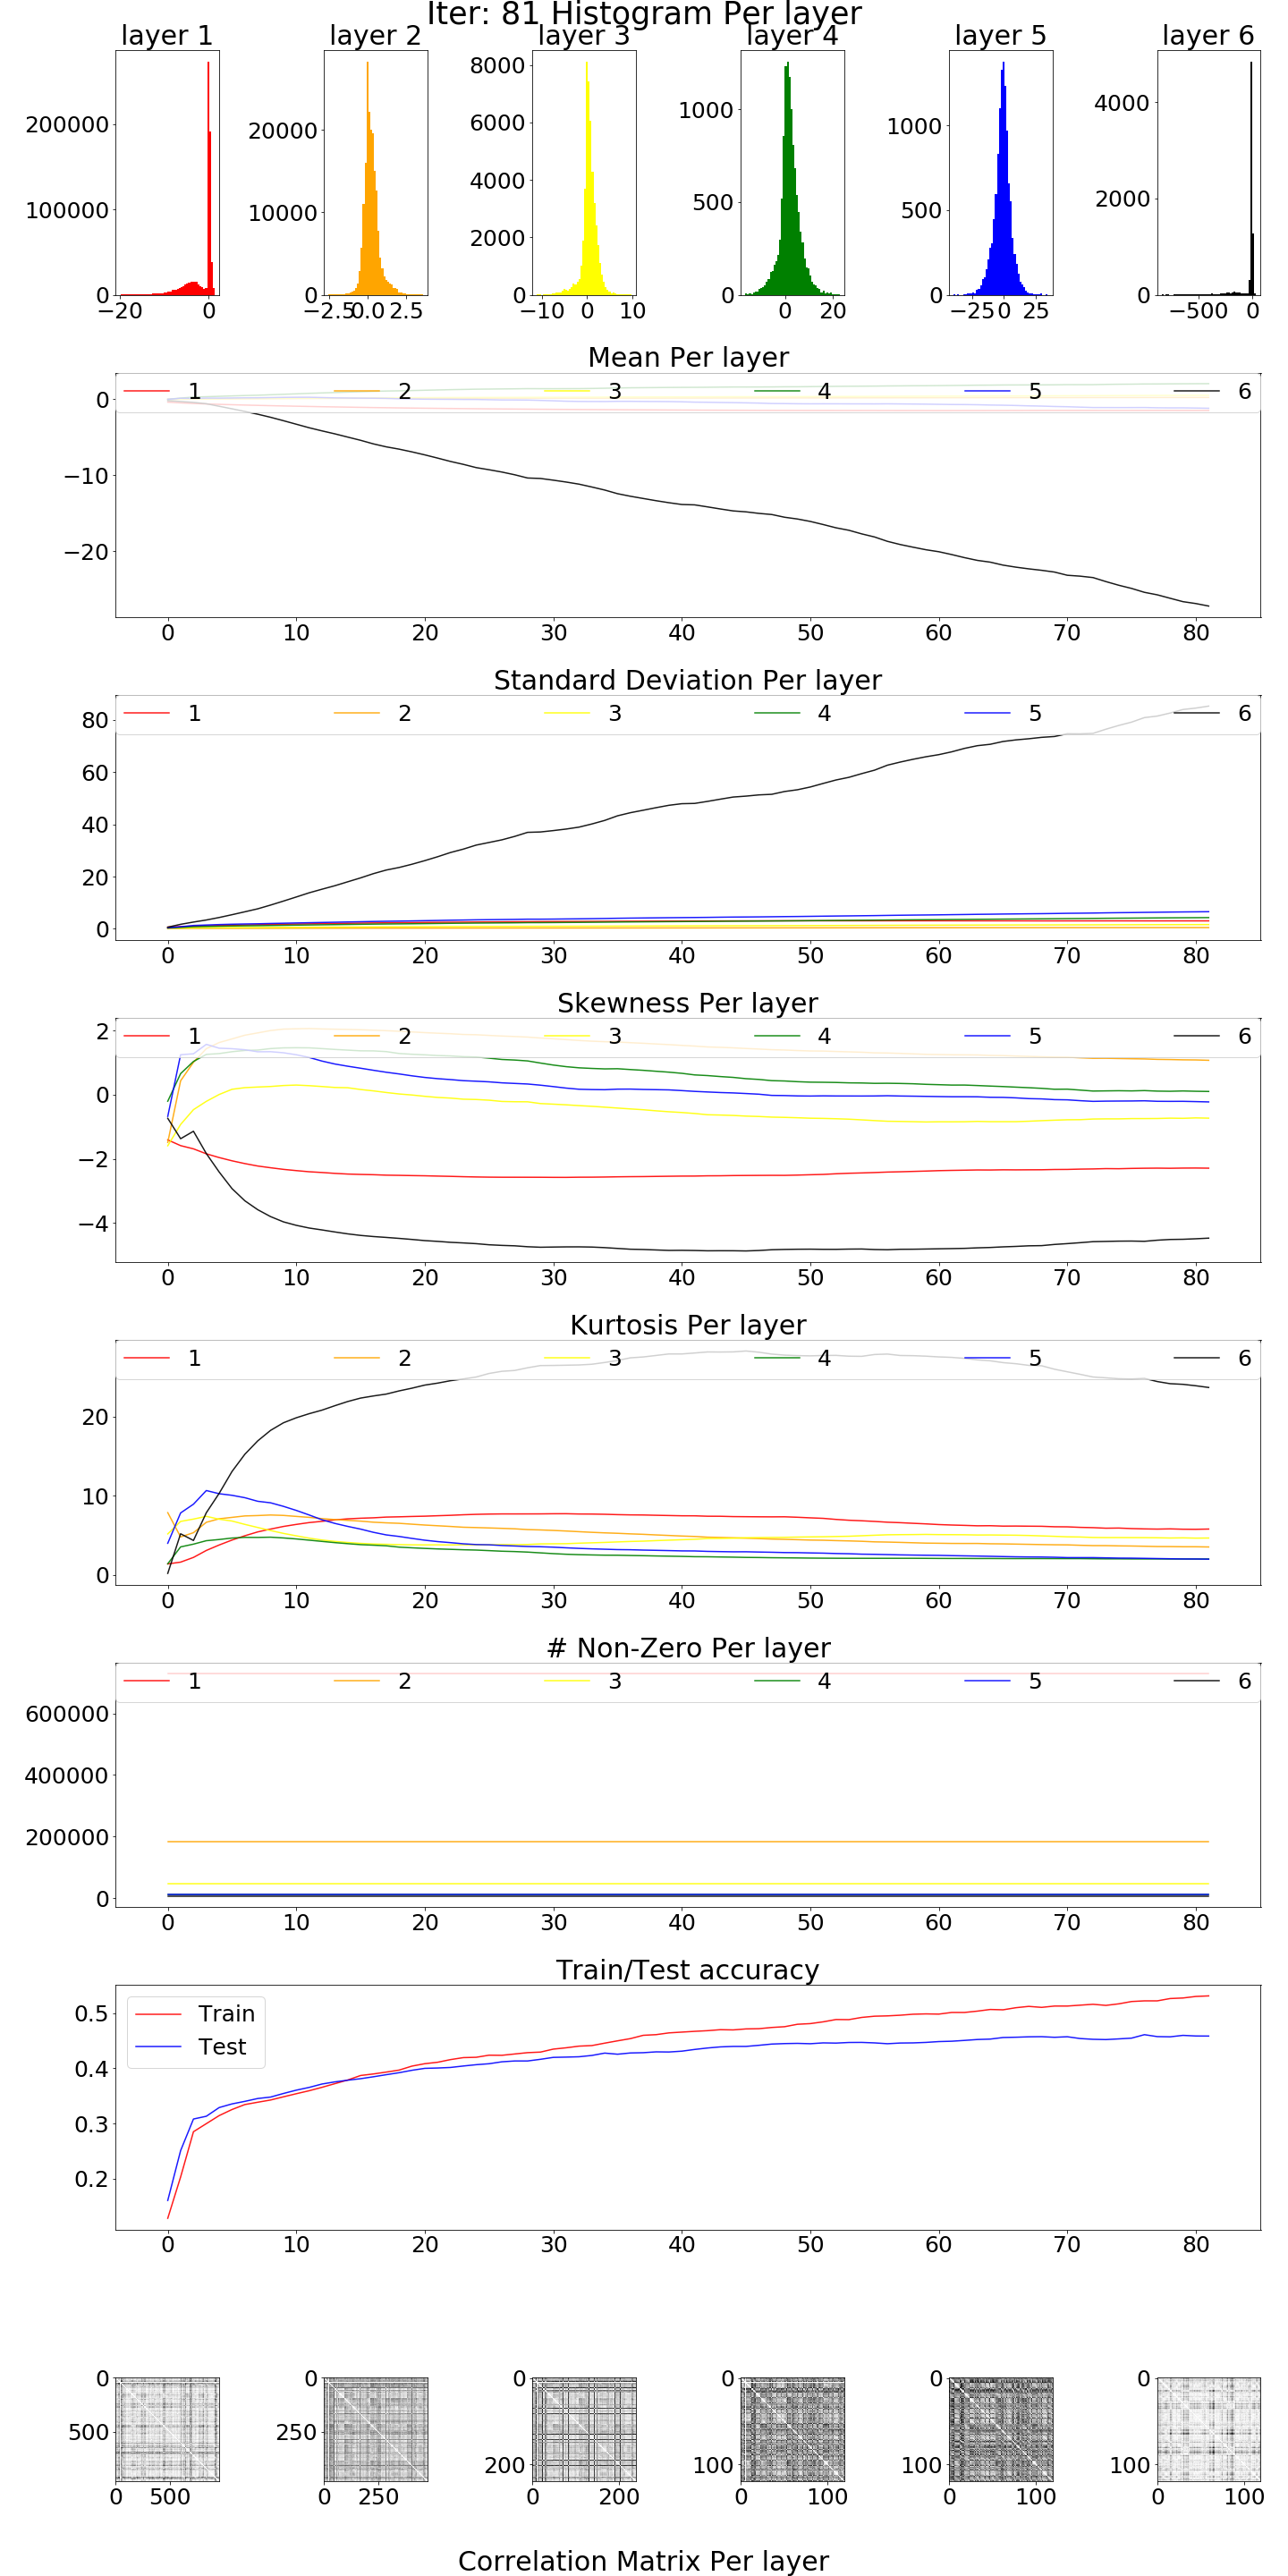 Iter: 81 Histogram Per layer
layer 1 layer 2 layer 3 layer 4 layer 5 layer 6
200000 100000 0 −20 0
20000 10000 0 −2.5 0.0 2.5
8000 6000 4000 2000 0 −10 0 10
1000 500 0 0 20
1000 500 0 −25 0 25
4000 2000 0 −500 0
Mean Per layer
1 2 3 4 5 6
0
−10
−20
0 10 20 30 40 50 60 70 80
Standard Deviation Per layer
1 2 3 4 5 6
80
60
40
20
0
0 10 20 30 40 50 60 70 80
Skewness Per layer
1 2 3 4 5 6
2
0
−2
−4
0 10 20 30 40 50 60 70 80
Kurtosis Per layer
1 2 3 4 5 6
20
10
0
0 10 20 30 40 50 60 70 80
# Non-Zero Per layer
1 2 3 4 5 6
600000
400000
200000
0
0 10 20 30 40 50 60 70 80
Train/Test accuracy
Train
Test
0.5
0.4
0.3
0.2
0 10 20 30 40 50 60 70 80
0 500 0 500
0 250 0 250
0 200 0 200
0 100 0 100
0 100 0 100
0 100 0 100
Correlation Matrix Per layer